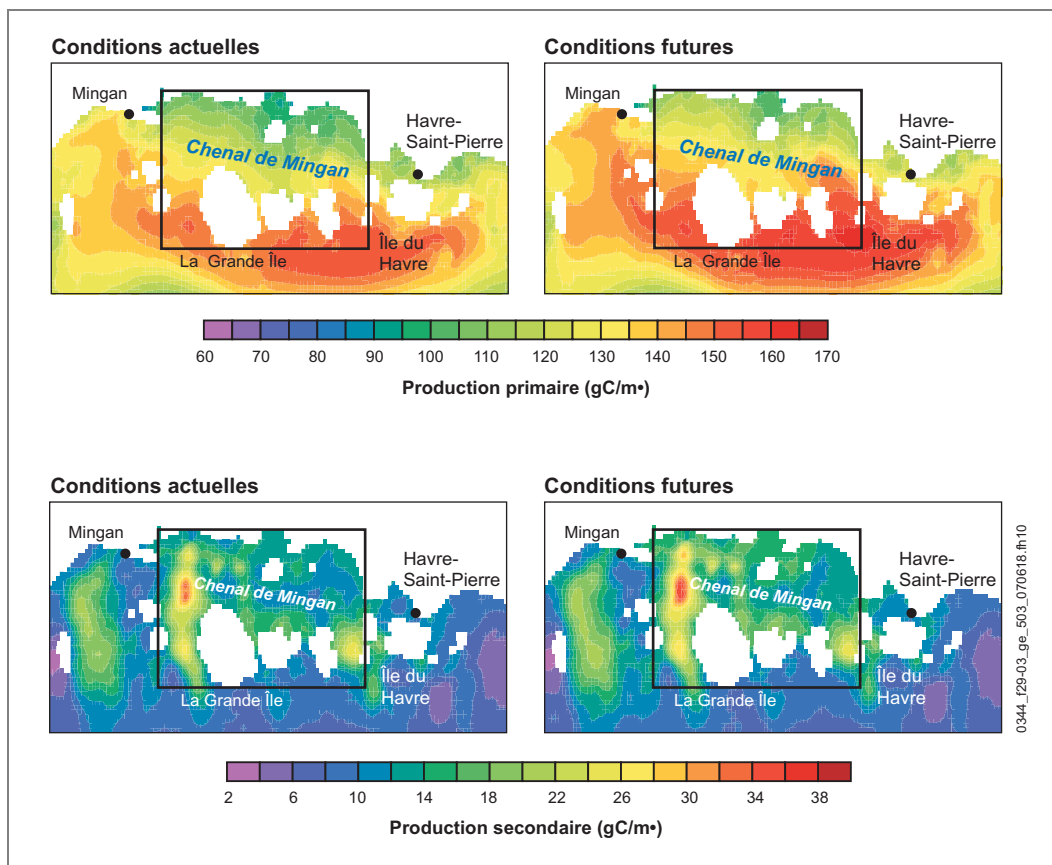 Conditions actuelles
Conditions futures
Mingan
Havre-
Saint-Pierre
Chenal de Mingan
La Grande Île
Île du
Havre
Mingan
Havre-
Saint-Pierre
Chenal de Mingan
La Grande Île
Île du
Havre
60 70 80 90 100 110 120 130 140 150 160 170
Production primaire (gC/m•)
Conditions actuelles
Conditions futures
Mingan
Havre-
Saint-Pierre
Chenal de Mingan
La Grande Île
Île du
Havre
Mingan
Havre-
Saint-Pierre
Chenal de Mingan
La Grande Île
Île du
Havre
2 6 10 14 18 22 26 30 34 38
Production secondaire (gC/m•)
0344_f29-03_ge_503_070618.fh10